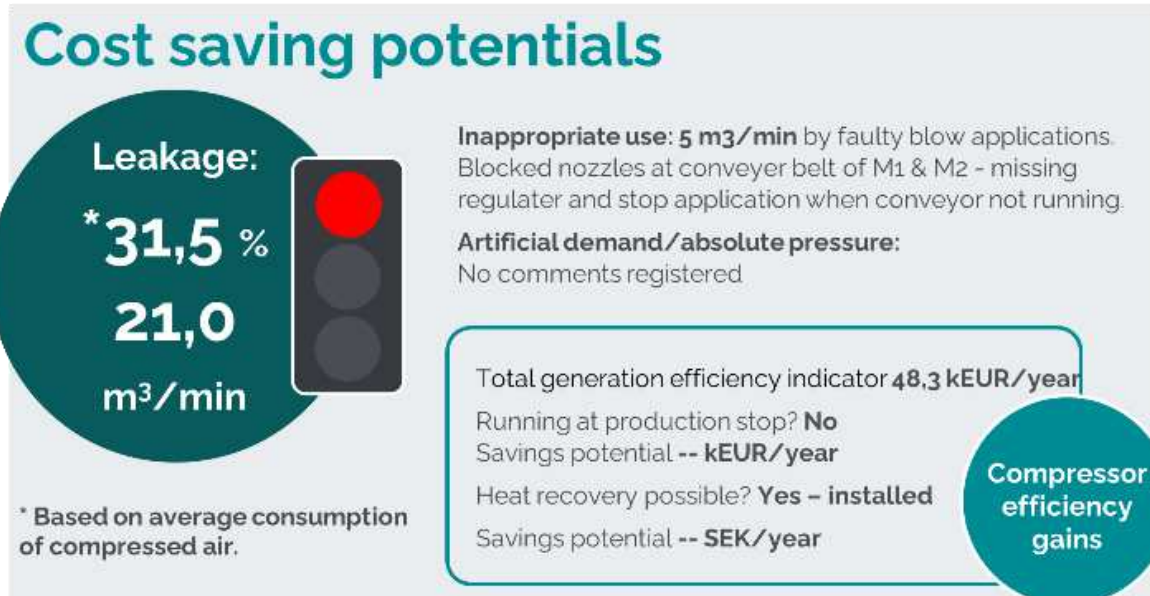 Cost saving potentials
Leakage:
*31,5 %
21,0
m³/min
* Based on average consumption
of compressed air.
Inappropriate use: 5 m3/min by faulty blow applications.
Blocked nozzles at conveyer belt of M1 & M2 - missing
regulater and stop application when conveyor not running.
Artificial demand/absolute pressure:
No comments registered
Total generation efficiency indicator 48,3 kEUR/year
Running at production stop? No
Savings potential -- kEUR/year
Heat recovery possible? Yes – installed
Savings potential -- SEK/year
Compressor
efficiency
gains